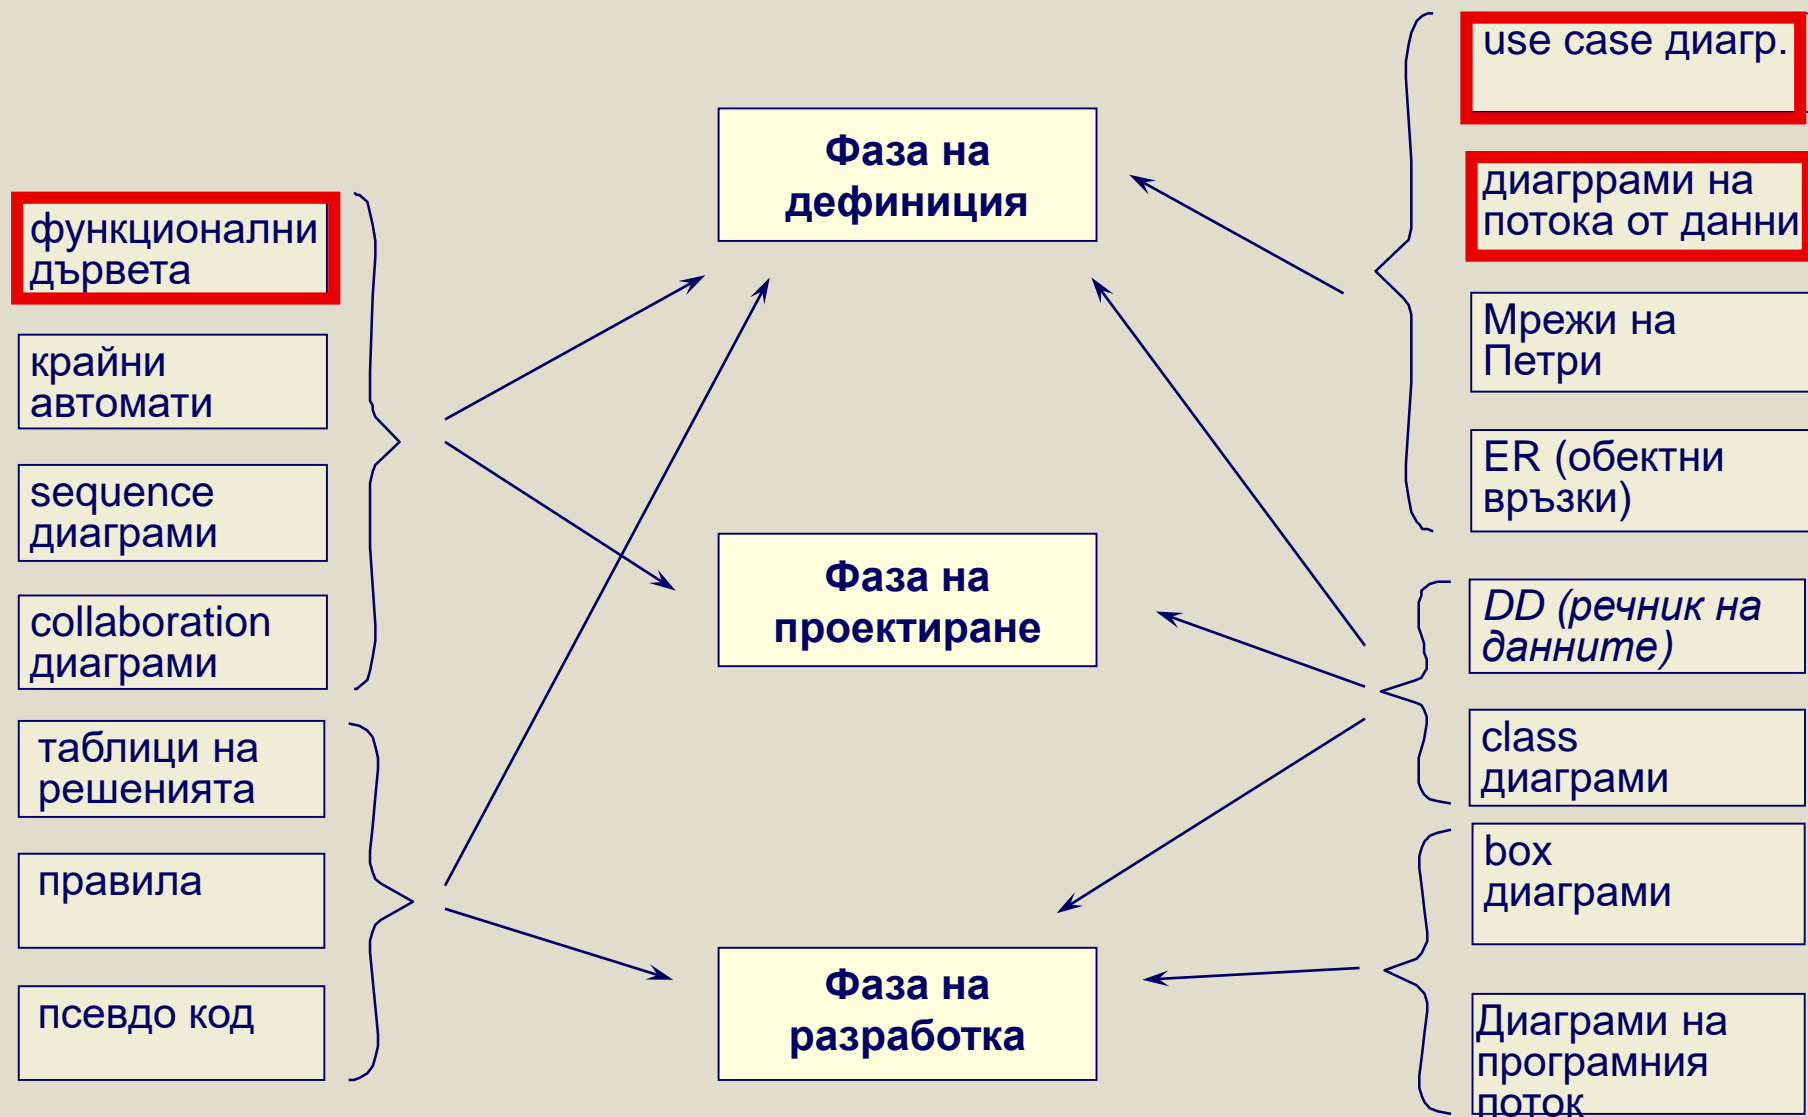 функционални
дървета
крайни
автомати
sequence
диаграми
collaboration
диаграми
таблици на
решенията
правила
псевдо код
Фаза на
дефиниция
Фаза на
проектиране
Фаза на
разработка
use case диагр.
диагррами на
потока от данни
Мрежи на
Петри
ER (обектни
връзки)
DD (речник на
данните)
class
диаграми
box
диаграми
Диаграми на
програмния
поток